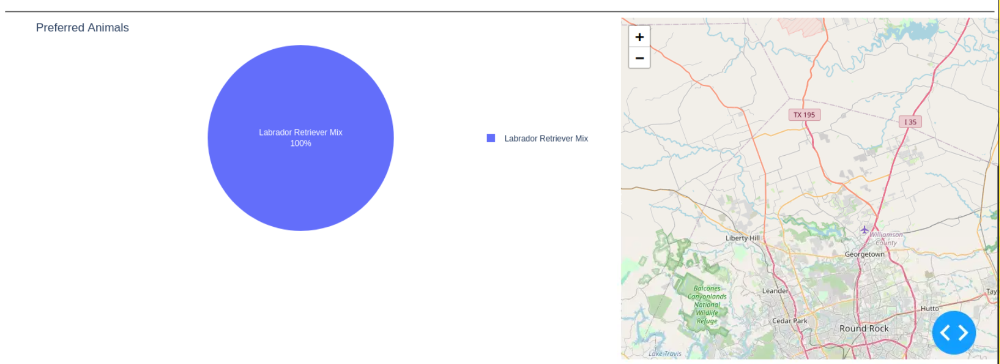 Preferred Animals
Labrador Retriever Mix
100%
Labrador Retriever Mix
+
−
TX 195
I 35
Liberty Hill
Williamson
County
Georgetown
Balcones
Canyonlands
National
Wildlife
Refuge
Leander
Tay
Hutto
Cedar Park
Round Rock
Lake Travis